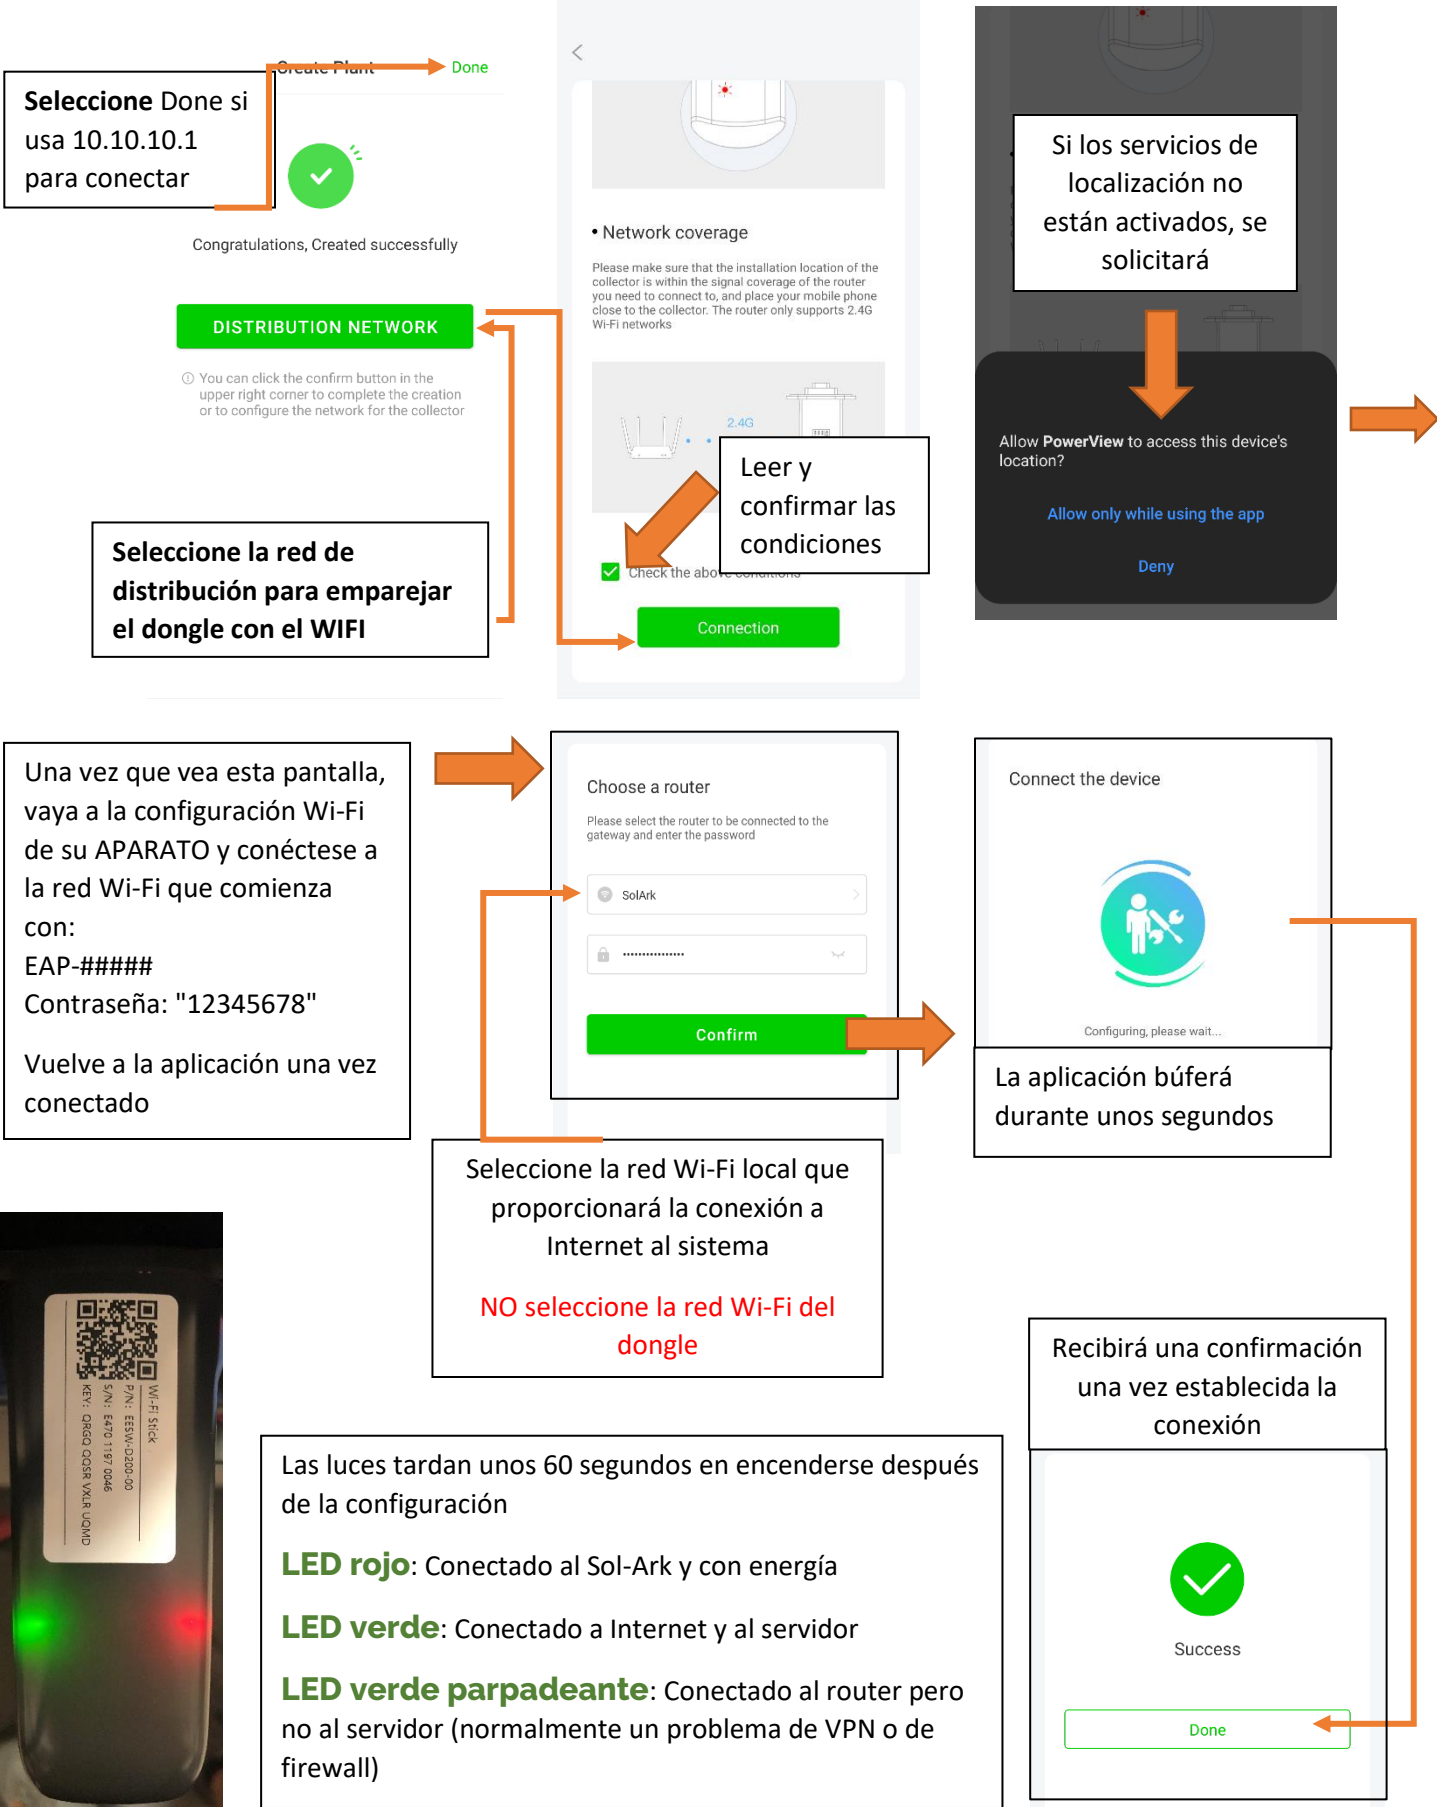 Create Plant
Done
Seleccione Done si
usa 10.10.10.1
para conectar
Congratulations, Created successfully
DISTRIBUTION NETWORK
You can click the confirm button in the
upper right corner to complete the creation
or to configure the network for the collector
Seleccione la red de
distribución para emparejar
el dongle con el WIFI
• Network coverage
Please make sure that the installation location of the
collector is within the signal coverage of the router
you need to connect to, and place your mobile phone
close to the collector. The router only supports 2.4G
Wi-Fi networks
2.4G
Leer y
confirmar las
condiciones
Check the above conditions
Connection
Si los servicios de
localización no
están activados, se
solicitará
Allow PowerView to access this device's
location?
Allow only while using the app
Deny
Una vez que vea esta pantalla,
vaya a la configuración Wi-Fi
de su APARATO y conéctese a
la red Wi-Fi que comienza
con:
EAP-#####
Contraseña: "12345678"
Vuelve a la aplicación una vez
conectado
Choose a router
Please select the router to be connected to the
gateway and enter the password
SolArk
················
Confirm
Seleccione la red Wi-Fi local que
proporcionará la conexión a
Internet al sistema
NO seleccione la red Wi-Fi del
dongle
Connect the device
Configuring, please wait...
La aplicación búferá
durante unos segundos
Recibirá una confirmación
una vez establecida la
conexión
Success
Done
Wi-Fi Stick
P/N: EESW-D200-00
S/N: E470 1197 0046
KEY: QRGQ QQSR VXLR UQMD
Las luces tardan unos 60 segundos en encenderse después
de la configuración
LED rojo: Conectado al Sol-Ark y con energía
LED verde: Conectado a Internet y al servidor
LED verde parpadeante: Conectado al router pero
no al servidor (normalmente un problema de VPN o de
firewall)